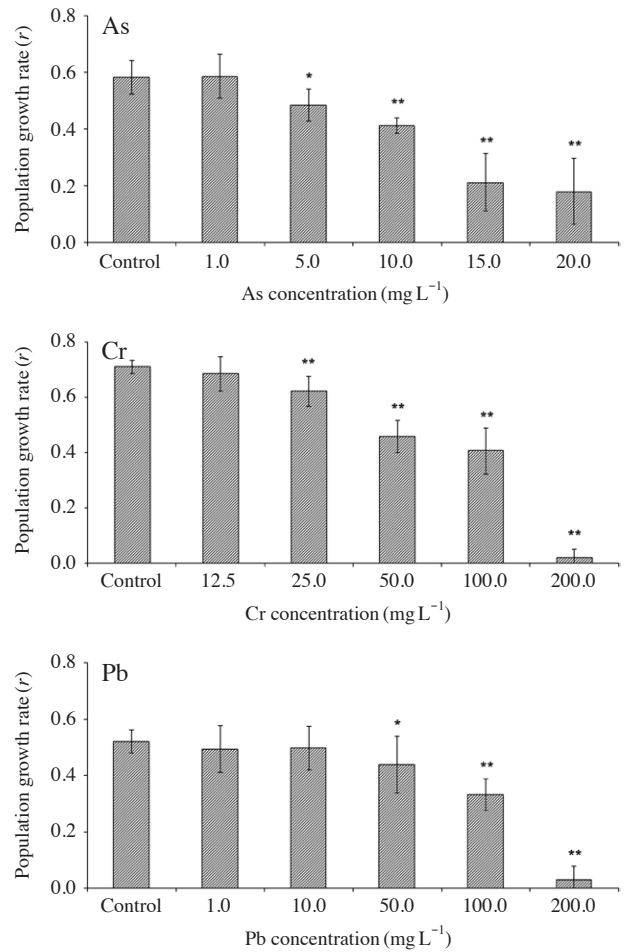 As
Population growth rate (r)
0.8
0.6
0.4
0.2
0.0
*
**
**
**
Control 1.0 5.0 10.0 15.0 20.0
As concentration (mg L⁻¹)
Cr
Population growth rate (r)
0.8
0.6
0.4
0.2
0.0
**
**
**
**
Control 12.5 25.0 50.0 100.0 200.0
Cr concentration (mg L⁻¹)
Pb
Population growth rate (r)
0.8
0.6
0.4
0.2
0.0
*
**
**
Control 1.0 10.0 50.0 100.0 200.0
Pb concentration (mg L⁻¹)